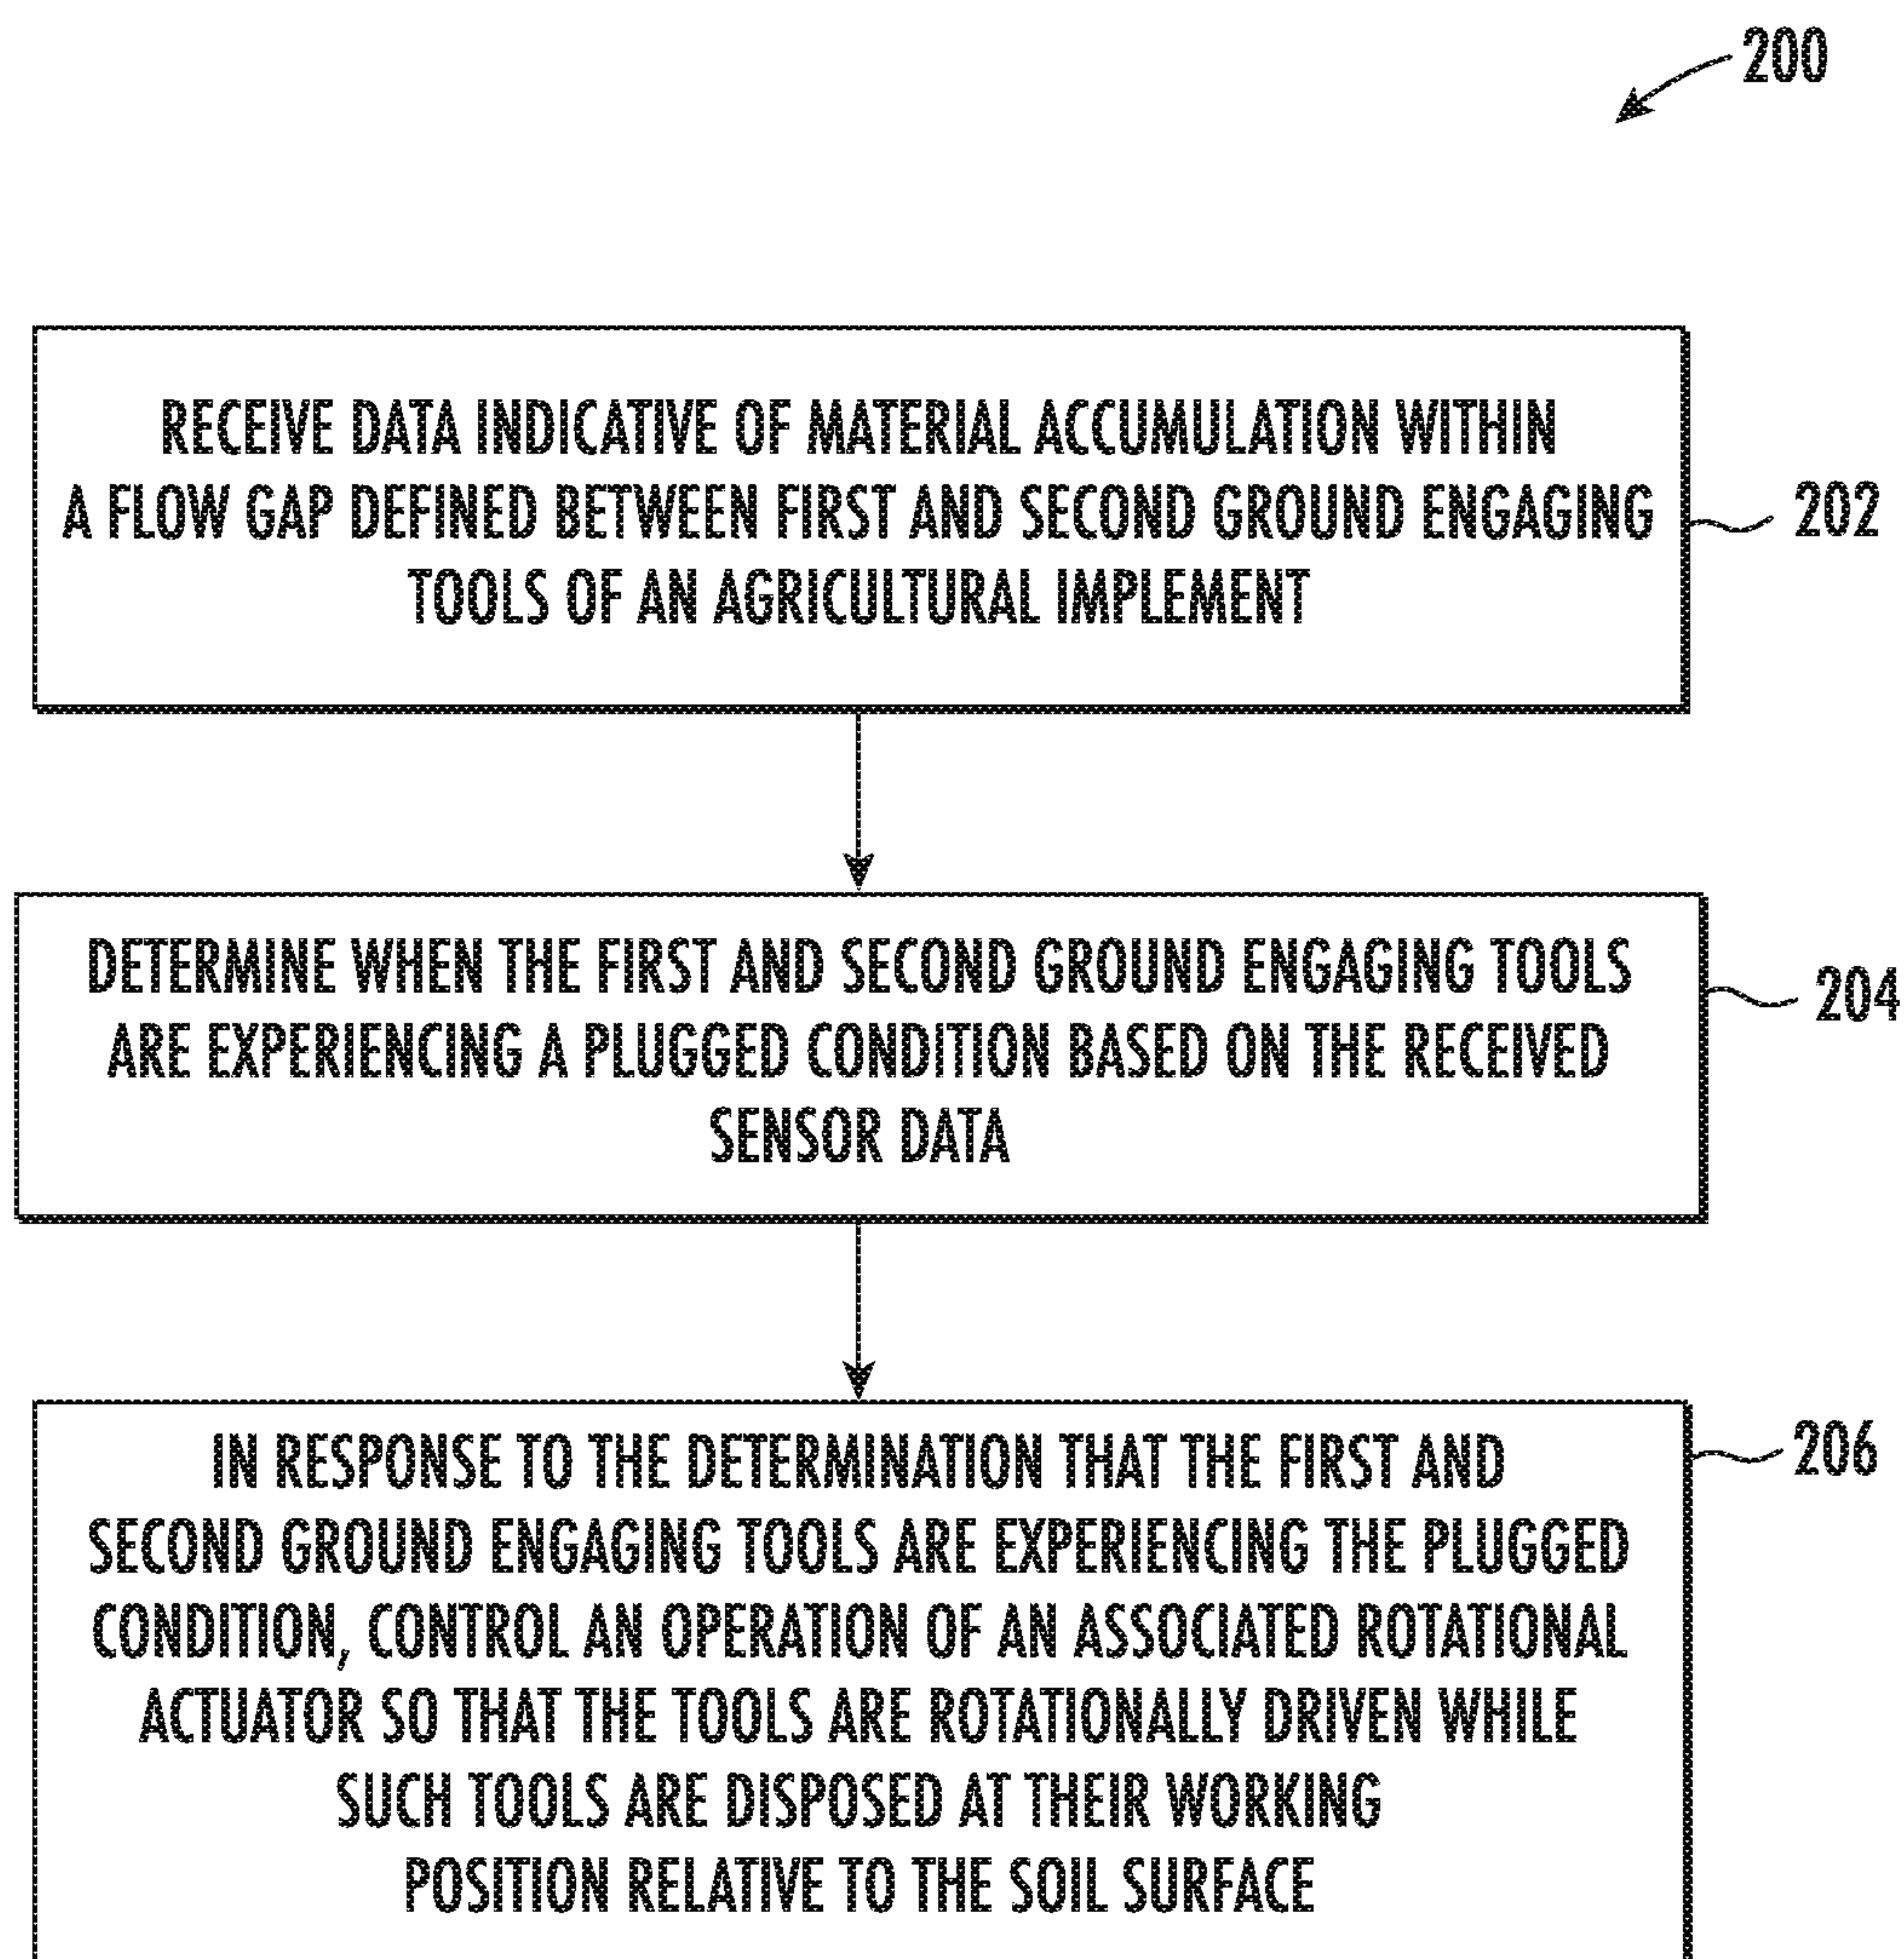 200
RECEIVE DATA INDICATIVE OF MATERIAL ACCUMULATION WITHIN
A FLOW GAP DEFINED BETWEEN FIRST AND SECOND GROUND ENGAGING
TOOLS OF AN AGRICULTURAL IMPLEMENT
202
DETERMINE WHEN THE FIRST AND SECOND GROUND ENGAGING TOOLS
ARE EXPERIENCING A PLUGGED CONDITION BASED ON THE RECEIVED
SENSOR DATA
204
IN RESPONSE TO THE DETERMINATION THAT THE FIRST AND
SECOND GROUND ENGAGING TOOLS ARE EXPERIENCING THE PLUGGED
CONDITION, CONTROL AN OPERATION OF AN ASSOCIATED ROTATIONAL
ACTUATOR SO THAT THE TOOLS ARE ROTATIONALLY DRIVEN WHILE
SUCH TOOLS ARE DISPOSED AT THEIR WORKING
POSITION RELATIVE TO THE SOIL SURFACE
206